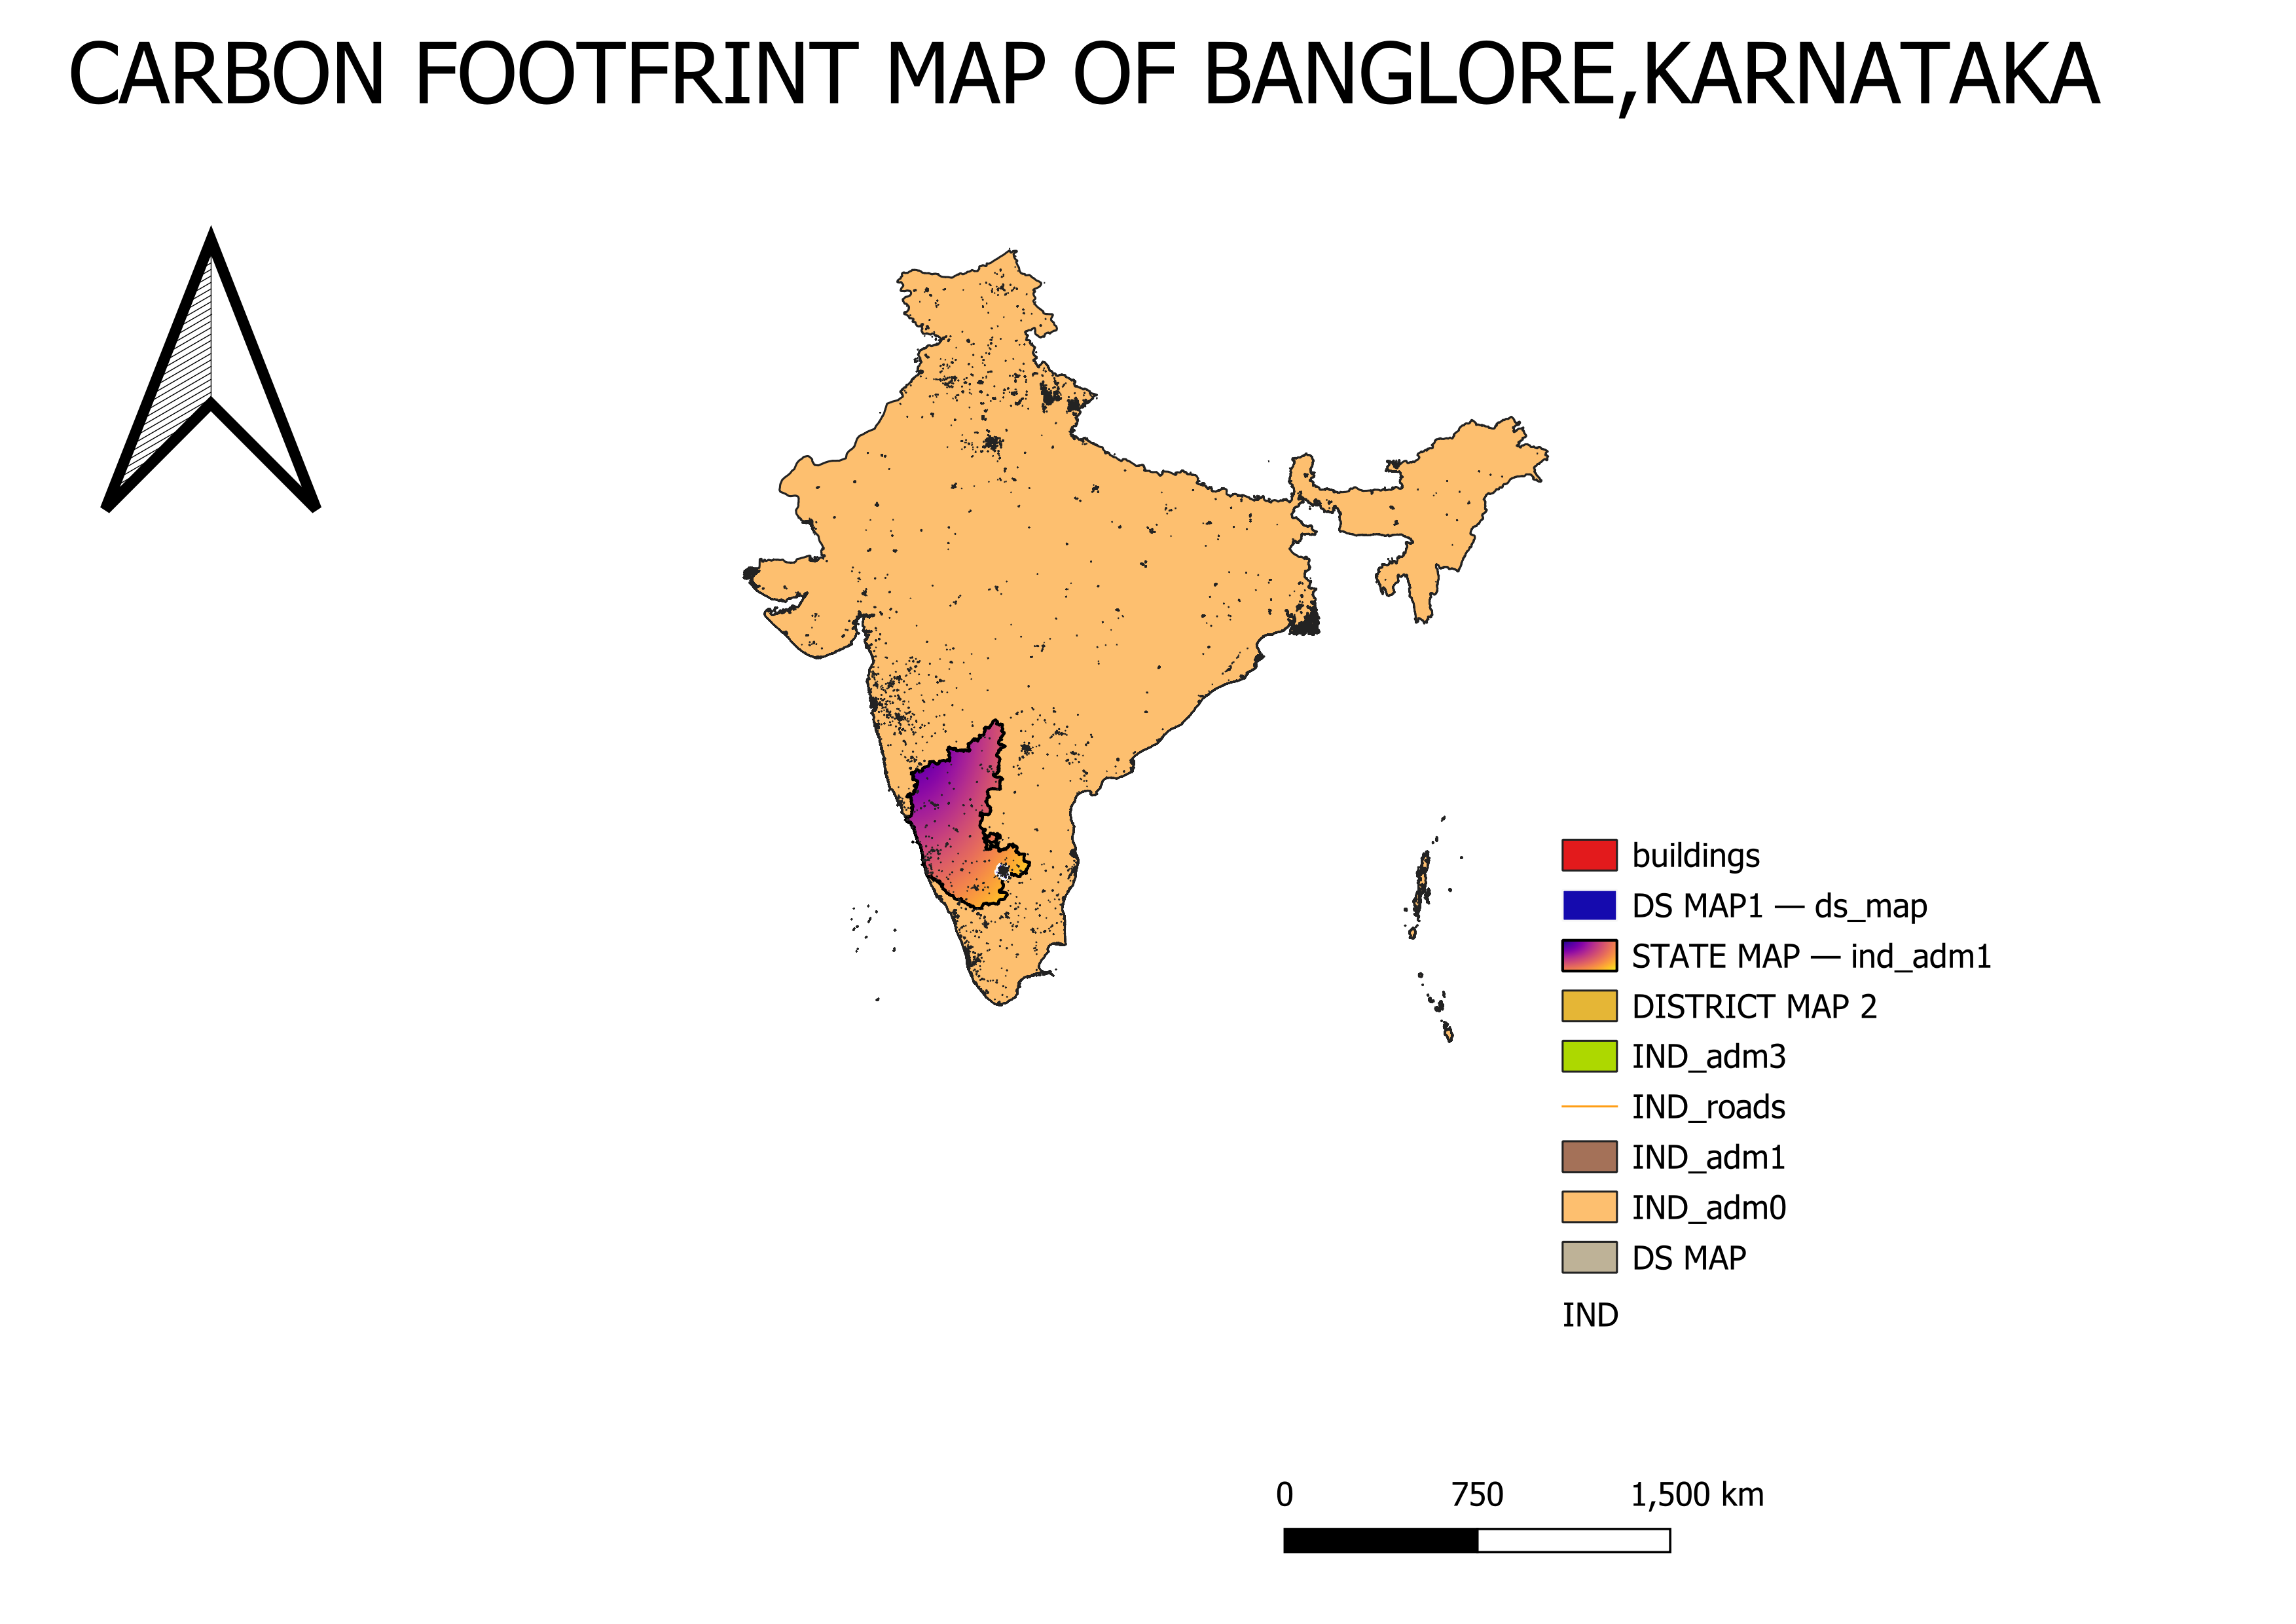 CARBON FOOTFRINT MAP OF BANGLORE,KARNATAKA
buildings
DS MAP1 — ds_map
STATE MAP — ind_adm1
DISTRICT MAP 2
IND_adm3
IND_roads
IND_adm1
IND_adm0
DS MAP
IND
0 750 1,500 km